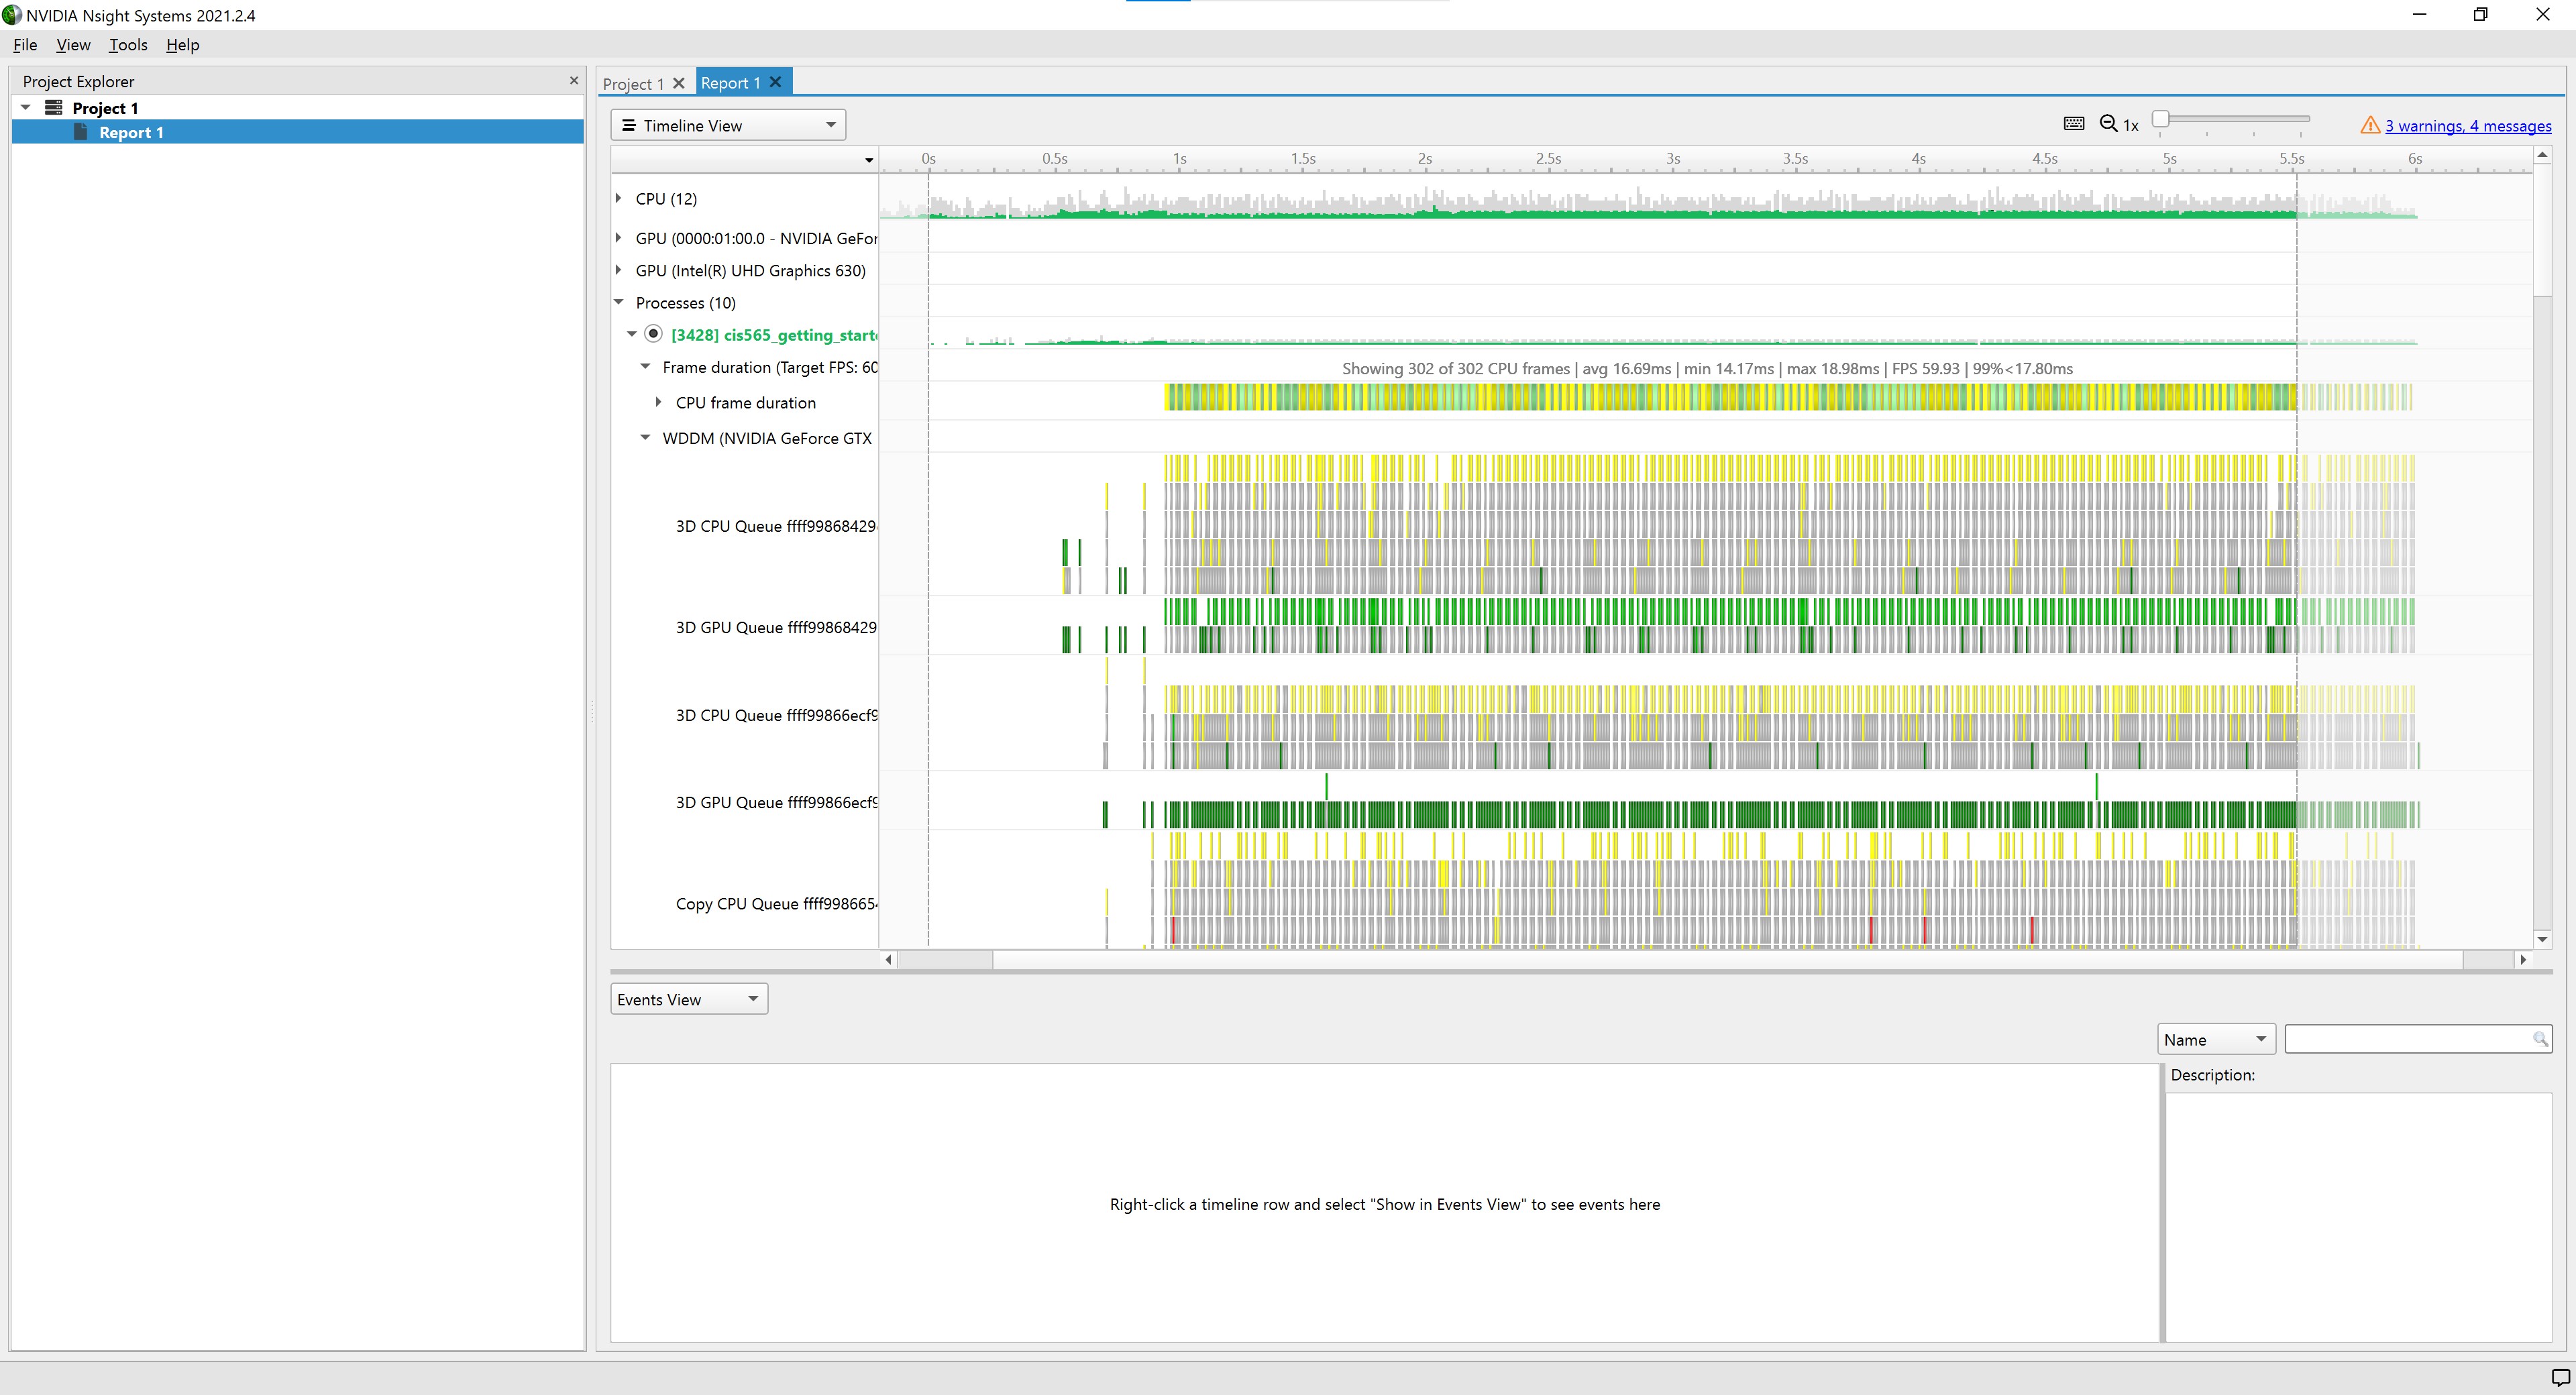 NVIDIA Nsight Systems 2021.2.4
File View Tools Help
Project Explorer
Project 1
Report 1
Project 1 Report 1
Timeline View
1x
3 warnings, 4 messages
0s 0.5s 1s 1.5s 2s 2.5s 3s 3.5s 4s 4.5s 5s 5.5s 6s
CPU (12)
GPU (0000:01:00.0 - NVIDIA GeFor
GPU (Intel(R) UHD Graphics 630)
Processes (10)
[3428] cis565_getting_starte
Frame duration (Target FPS: 60
Showing 302 of 302 CPU frames | avg 16.69ms | min 14.17ms | max 18.98ms | FPS 59.93 | 99%<17.80ms
CPU frame duration
WDDM (NVIDIA GeForce GTX
3D CPU Queue ffff99868429
3D GPU Queue ffff99868429
3D CPU Queue ffff99866ecf9
3D GPU Queue ffff99866ecf9
Copy CPU Queue ffff998665
Events View
Name
Description:
Right-click a timeline row and select "Show in Events View" to see events here